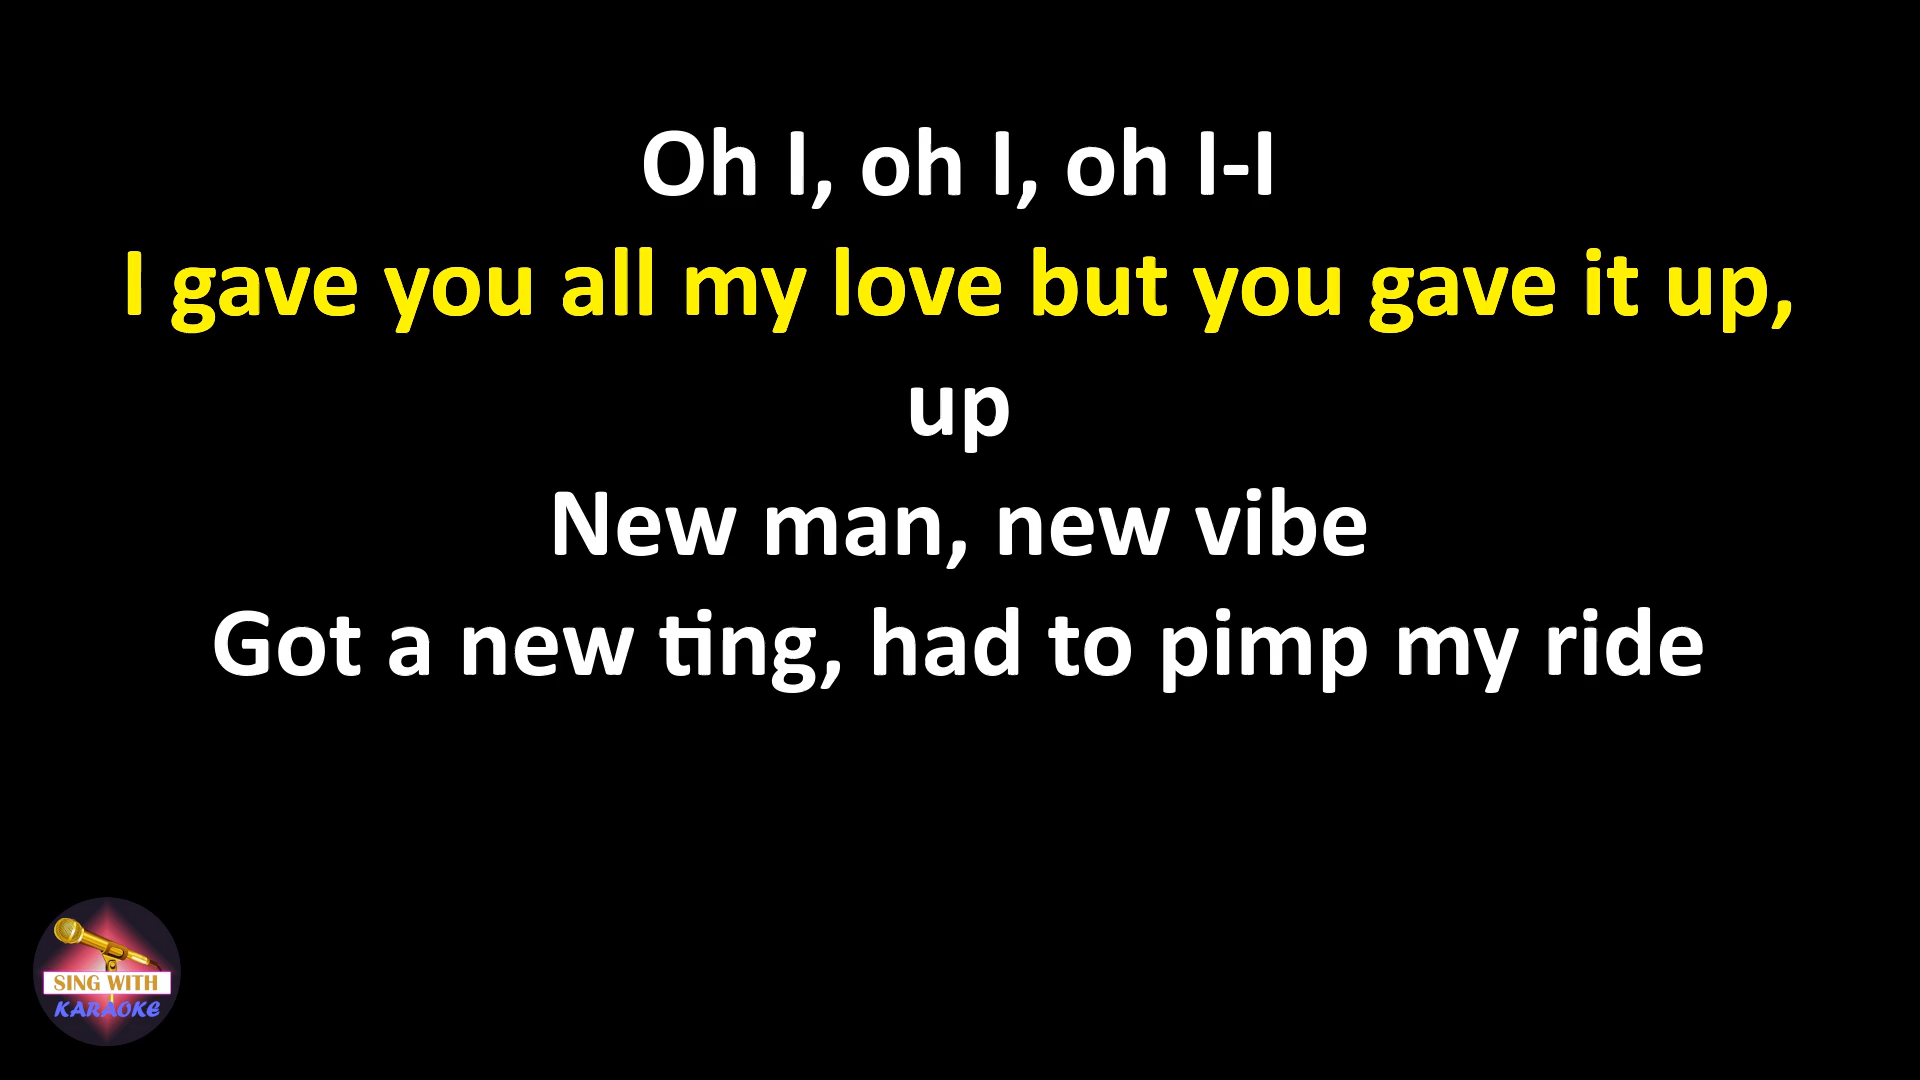 Oh I, oh I, oh I-I
I gave you all my love but you gave it up,
up
New man, new vibe
Got a new ting, had to pimp my ride
SING WITH
KARAOKE